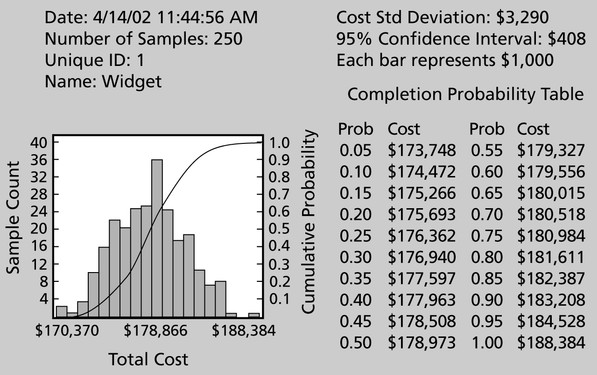 Date: 4/14/02 11:44:56 AM
Number of Samples: 250
Unique ID: 1
Name: Widget
Cost Std Deviation: $3,290
95% Confidence Interval: $408
Each bar represents $1,000
Completion Probability Table
Sample Count
40
36
32
28
24
20
16
12
8
4
1.0
0.9
0.8
0.7
0.6
0.5
0.4
0.3
0.2
0.1
Cumulative Probability
$170,370 $178,866 $188,384
Total Cost
Prob Cost Prob Cost
0.05 $173,748 0.55 $179,327
0.10 $174,472 0.60 $179,556
0.15 $175,266 0.65 $180,015
0.20 $175,693 0.70 $180,518
0.25 $176,362 0.75 $180,984
0.30 $176,940 0.80 $181,611
0.35 $177,597 0.85 $182,387
0.40 $177,963 0.90 $183,208
0.45 $178,508 0.95 $184,528
0.50 $178,973 1.00 $188,384